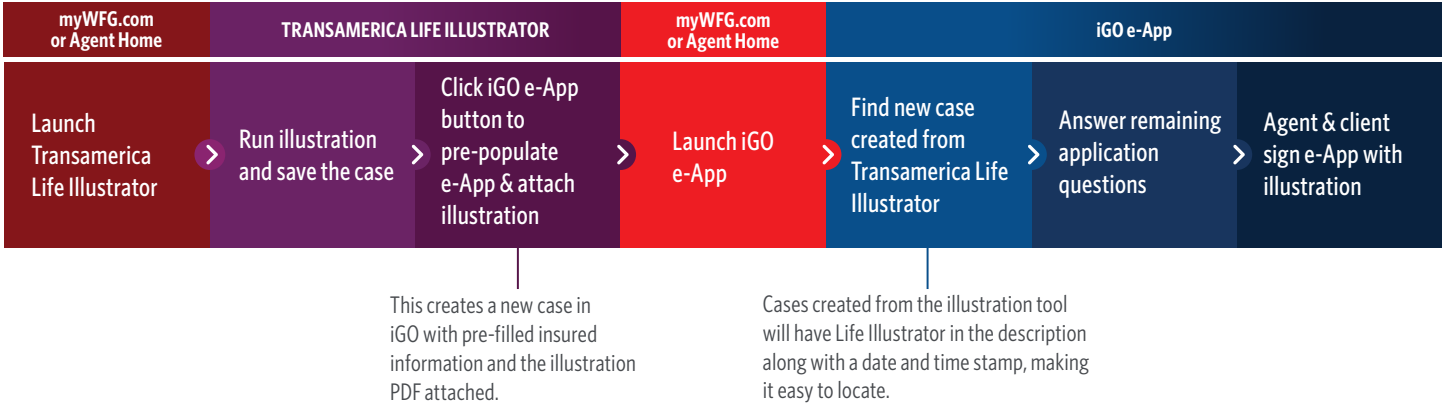 myWFG.com
or Agent Home
TRANSAMERICA LIFE ILLUSTRATOR
myWFG.com
or Agent Home
iGO e-App
Launch
Transamerica
Life Illustrator
Run illustration
and save the case
Click iGO e-App
button to
pre-populate
e-App & attach
illustration
Launch iGO
e-App
Find new case
created from
Transamerica Life
Illustrator
Answer remaining
application
questions
Agent & client
sign e-App with
illustration
This creates a new case in
iGO with pre-filled insured
information and the illustration
PDF attached.
Cases created from the illustration tool
will have Life Illustrator in the description
along with a date and time stamp, making
it easy to locate.